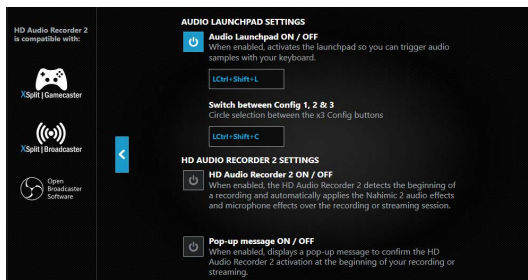 HD Audio Recorder 2
is compatible with:
XSplit | Gamecaster
XSplit | Broadcaster
Open
Broadcaster
Software
AUDIO LAUNCHPAD SETTINGS
Audio Launchpad ON / OFF
When enabled, activates the launchpad so you can trigger audio
samples with your keyboard.
LCtrl+Shift+L
Switch between Config 1, 2 & 3
Circle selection between the x3 Config buttons
LCtrl+Shift+C
HD AUDIO RECORDER 2 SETTINGS
HD Audio Recorder 2 ON / OFF
When enabled, the HD Audio Recorder 2 detects the beginning of
a recording and automatically applies the Nahimic 2 audio effects
and microphone effects over the recording or streaming session.
Pop-up message ON / OFF
When enabled, displays a pop-up message to confirm the HD
Audio Recorder 2 activation at the beginning of your recording or
streaming.